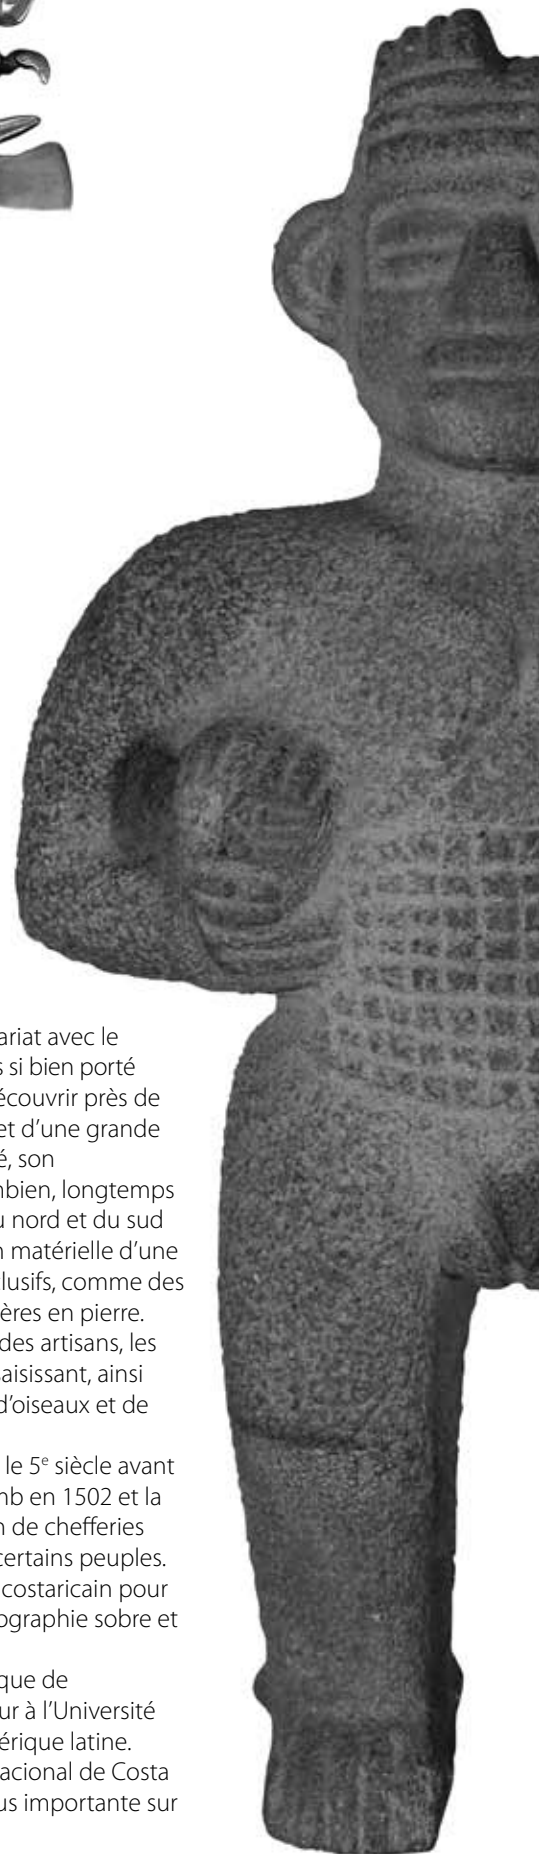 ariat avec le
s si bien porté
écouvrir près de
et d’une grande
é, son
nbien, longtemps
u nord et du sud
n matérielle d’une
clusifs, comme des
ères en pierre.
des artisans, les
aisissant, ainsi
d’oiseaux et de
le 5e siècle avant
mb en 1502 et la
n de chefferies
certains peuples.
costaricain pour
ographie sobre et
que de
ur à l’Université
érique latine.
acional de Costa
us importante sur